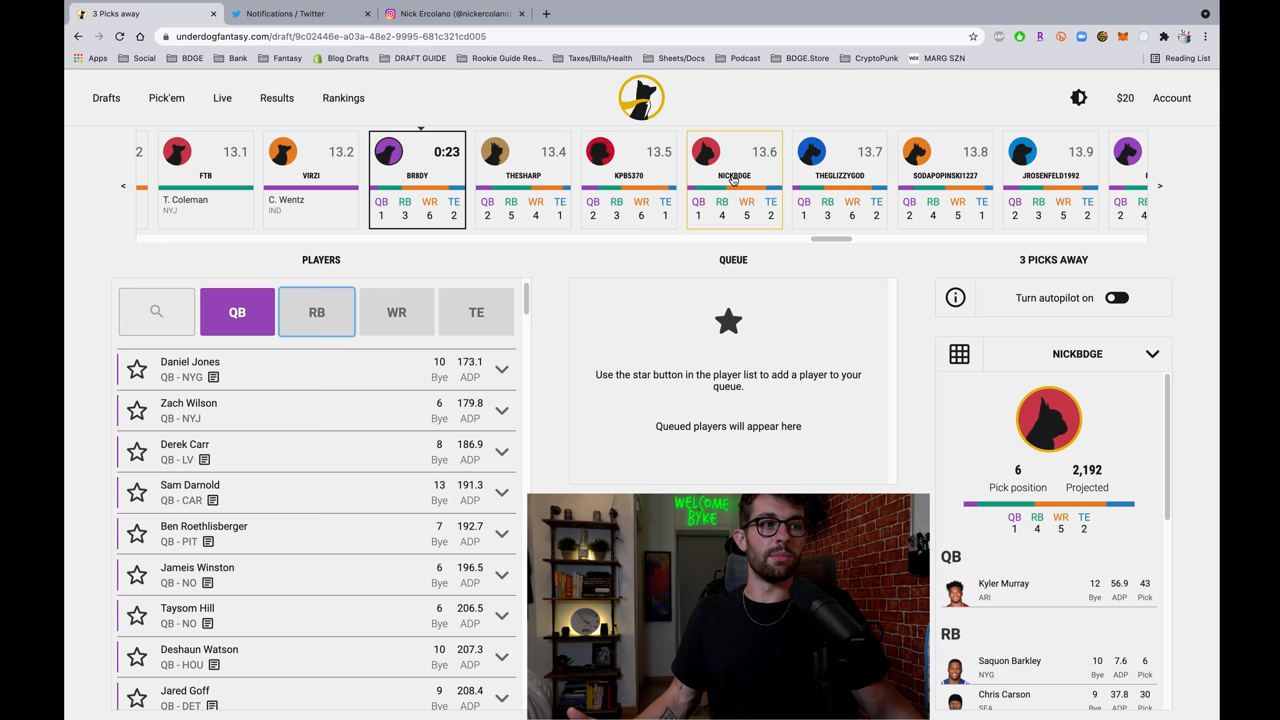 3 Picks away
Notifications / Twitter
Nick Ercolano (@nickercolano)
underdogfantasy.com/draft/9c02446e-a03a-48e2-9995-681c321cd005
Apps Social BDGE Bank Fantasy Blog Drafts DRAFT GUIDE Rookie Guide Res... Taxes/Bills/Health Sheets/Docs Podcast BDGE.Store CryptoPunk WIX MARG SZN Reading List
Drafts Pick'em Live Results Rankings $20 Account
2 13.1 13.2 0:23 13.4 13.5 13.6 13.7 13.8 13.9
FTB VIRZI BR8DY THESHARP KPBS370 NICKBDGE THEGLIZZYGOD SODAPOPINSKI1227 JROSENFELD1992
T. Coleman
NYJ
C. Wentz
IND
QB RB WR TE
1 3 6 2
QB RB WR TE
2 5 4 1
QB RB WR TE
2 3 6 1
QB RB WR TE
1 4 5 2
QB RB WR TE
2 3 6 2
QB RB WR TE
2 4 5 1
QB RB WR TE
2 3 5 2
QB
2 4
< >
PLAYERS
QB RB WR TE
Daniel Jones 10 173.1
QB - NYG Bye ADP
Zach Wilson 6 179.8
QB - NYJ Bye ADP
Derek Carr 8 186.9
QB - LV Bye ADP
Sam Darnold 13 191.3
QB - CAR Bye ADP
Ben Roethlisberger 7 192.7
QB - PIT Bye ADP
Jameis Winston 6 196.5
QB - NO Bye ADP
Taysom Hill 6 206.5
QB - NO Bye ADP
Deshaun Watson 10 207.3
QB - HOU Bye ADP
Jared Goff 9 208.4
QB - DET Bye ADP
QUEUE
Use the star button in the player list to add a player to your
queue.
Queued players will appear here
WELCOME
BYKE
3 PICKS AWAY
Turn autopilot on
NICKBDGE
6 2,192
Pick position Projected
QB RB WR TE
1 4 5 2
QB
Kyler Murray 12 56.9 43
ARI Bye ADP Pick
RB
Saquon Barkley 10 7.6 6
NYG Bye ADP Pick
Chris Carson 9 37.8 30
SEA Bye ADP Pick